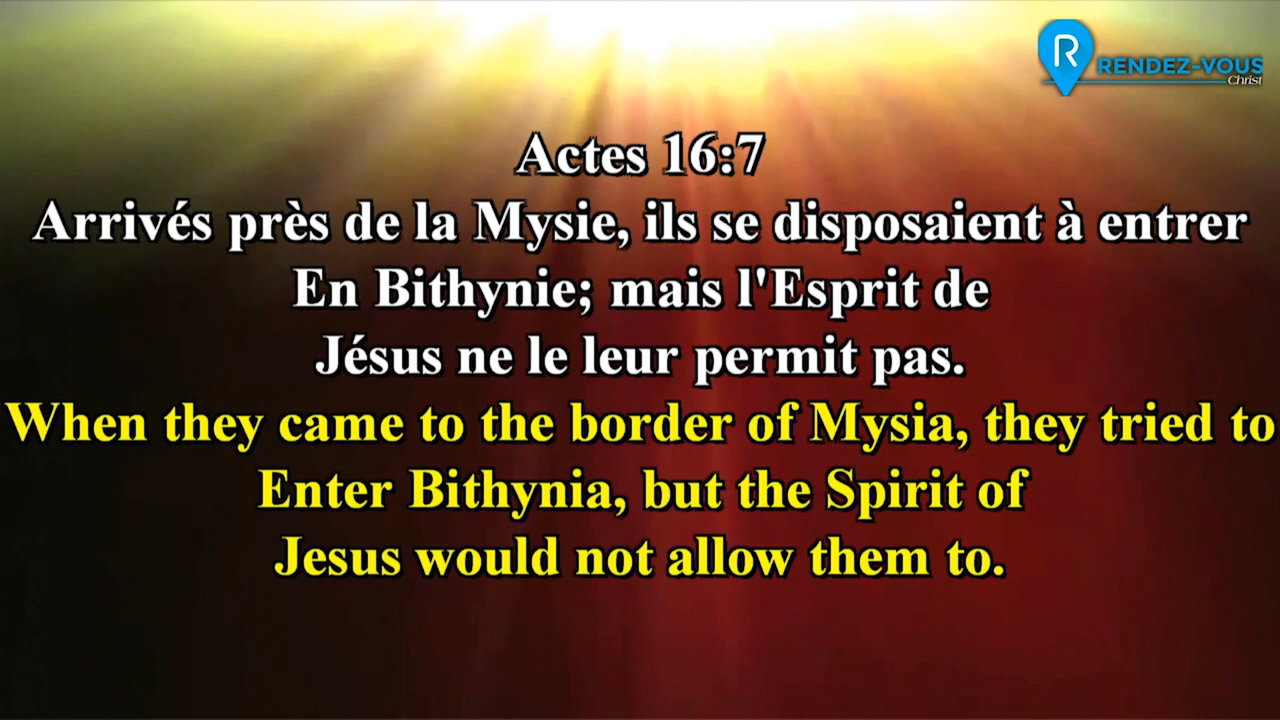 R RENDEZ-VOUS
Christ
Actes 16:7
Arrivés près de la Mysie, ils se disposaient à entrer
En Bithynie; mais l'Esprit de
Jésus ne le leur permit pas.
When they came to the border of Mysia, they tried to
Enter Bithynia, but the Spirit of
Jesus would not allow them to.